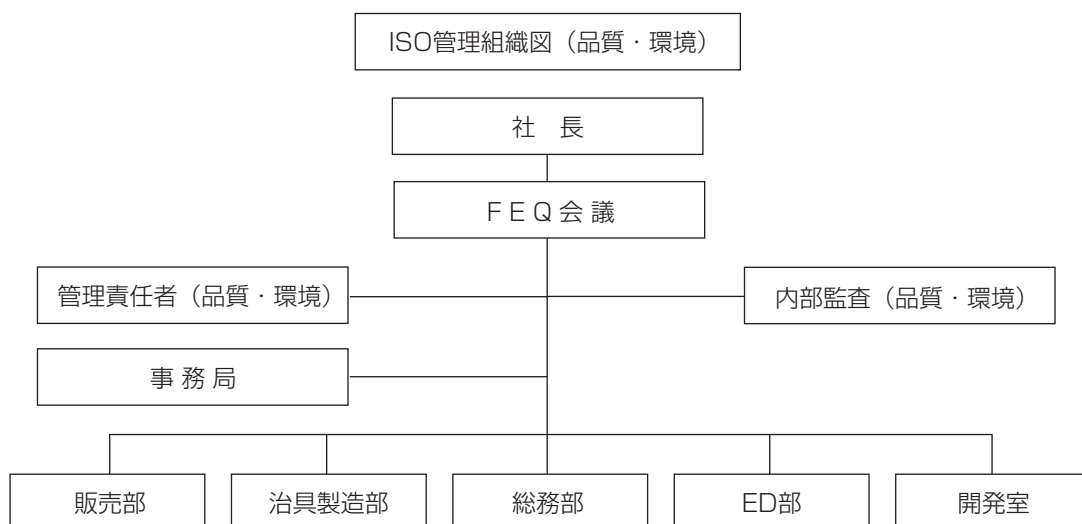 ISO管理組織図（品質・環境）
社　長
ＦＥＱ会議
管理責任者（品質・環境）
内部監査（品質・環境）
事 務 局
販売部
治具製造部
総務部
ED部
開発室